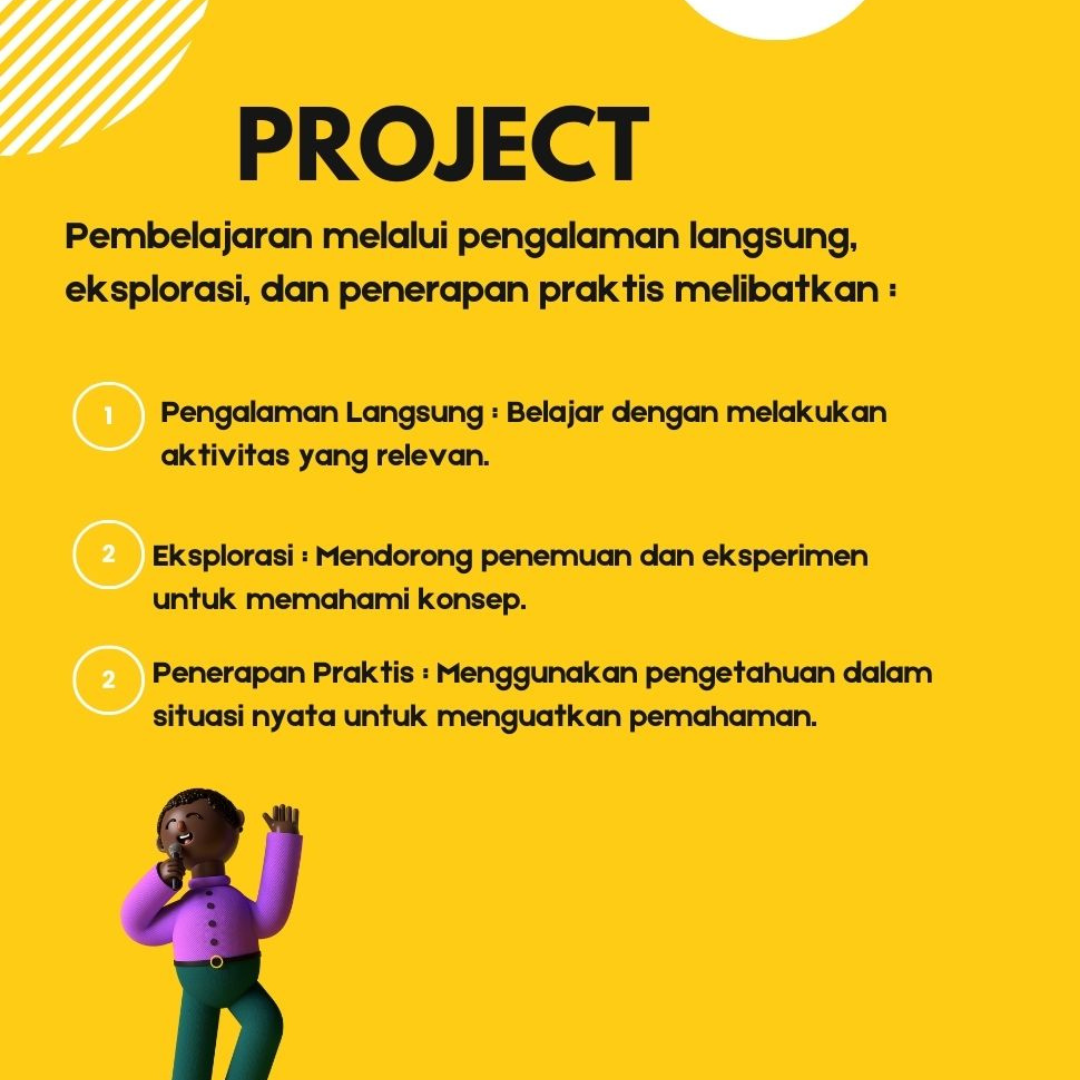 PROJECT
Pembelajaran melalui pengalaman langsung,
eksplorasi, dan penerapan praktis melibatkan :
1
Pengalaman Langsung : Belajar dengan melakukan
aktivitas yang relevan.
2
Eksplorasi : Mendorong penemuan dan eksperimen
untuk memahami konsep.
2
Penerapan Praktis : Menggunakan pengetahuan dalam
situasi nyata untuk menguatkan pemahaman.